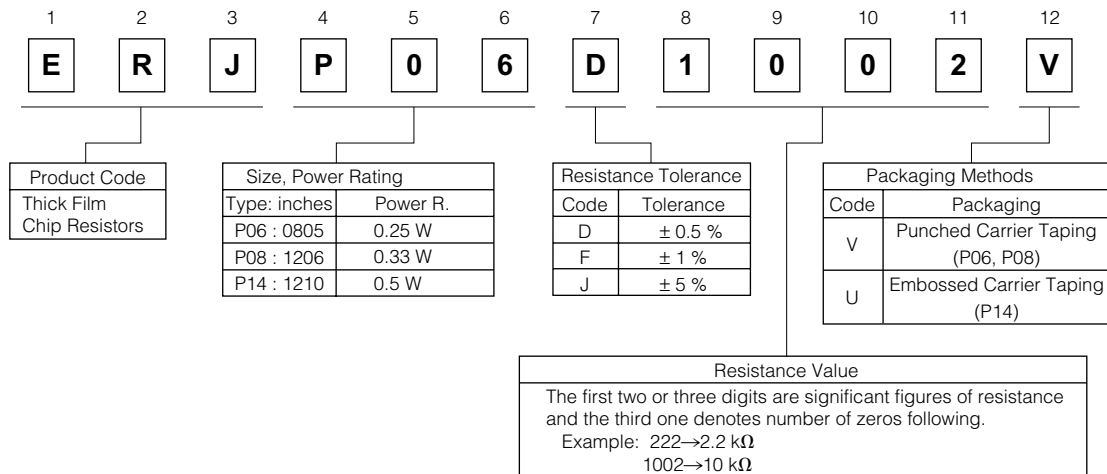 1 2 3 4 5 6 7 8 9 10 11 12
E R J P 0 6 D 1 0 0 2 V
Product Code
Thick Film
Chip Resistors
Size, Power Rating
Type: inches Power R.
P06 : 0805 0.25 W
P08 : 1206 0.33 W
P14 : 1210 0.5 W
Resistance Tolerance
Code Tolerance
D ± 0.5 %
F ± 1 %
J ± 5 %
Packaging Methods
Code Packaging
V Punched Carrier Taping
(P06, P08)
U Embossed Carrier Taping
(P14)
Resistance Value
The first two or three digits are significant figures of resistance
and the third one denotes number of zeros following.
Example: 222→2.2 kΩ
1002→10 kΩ